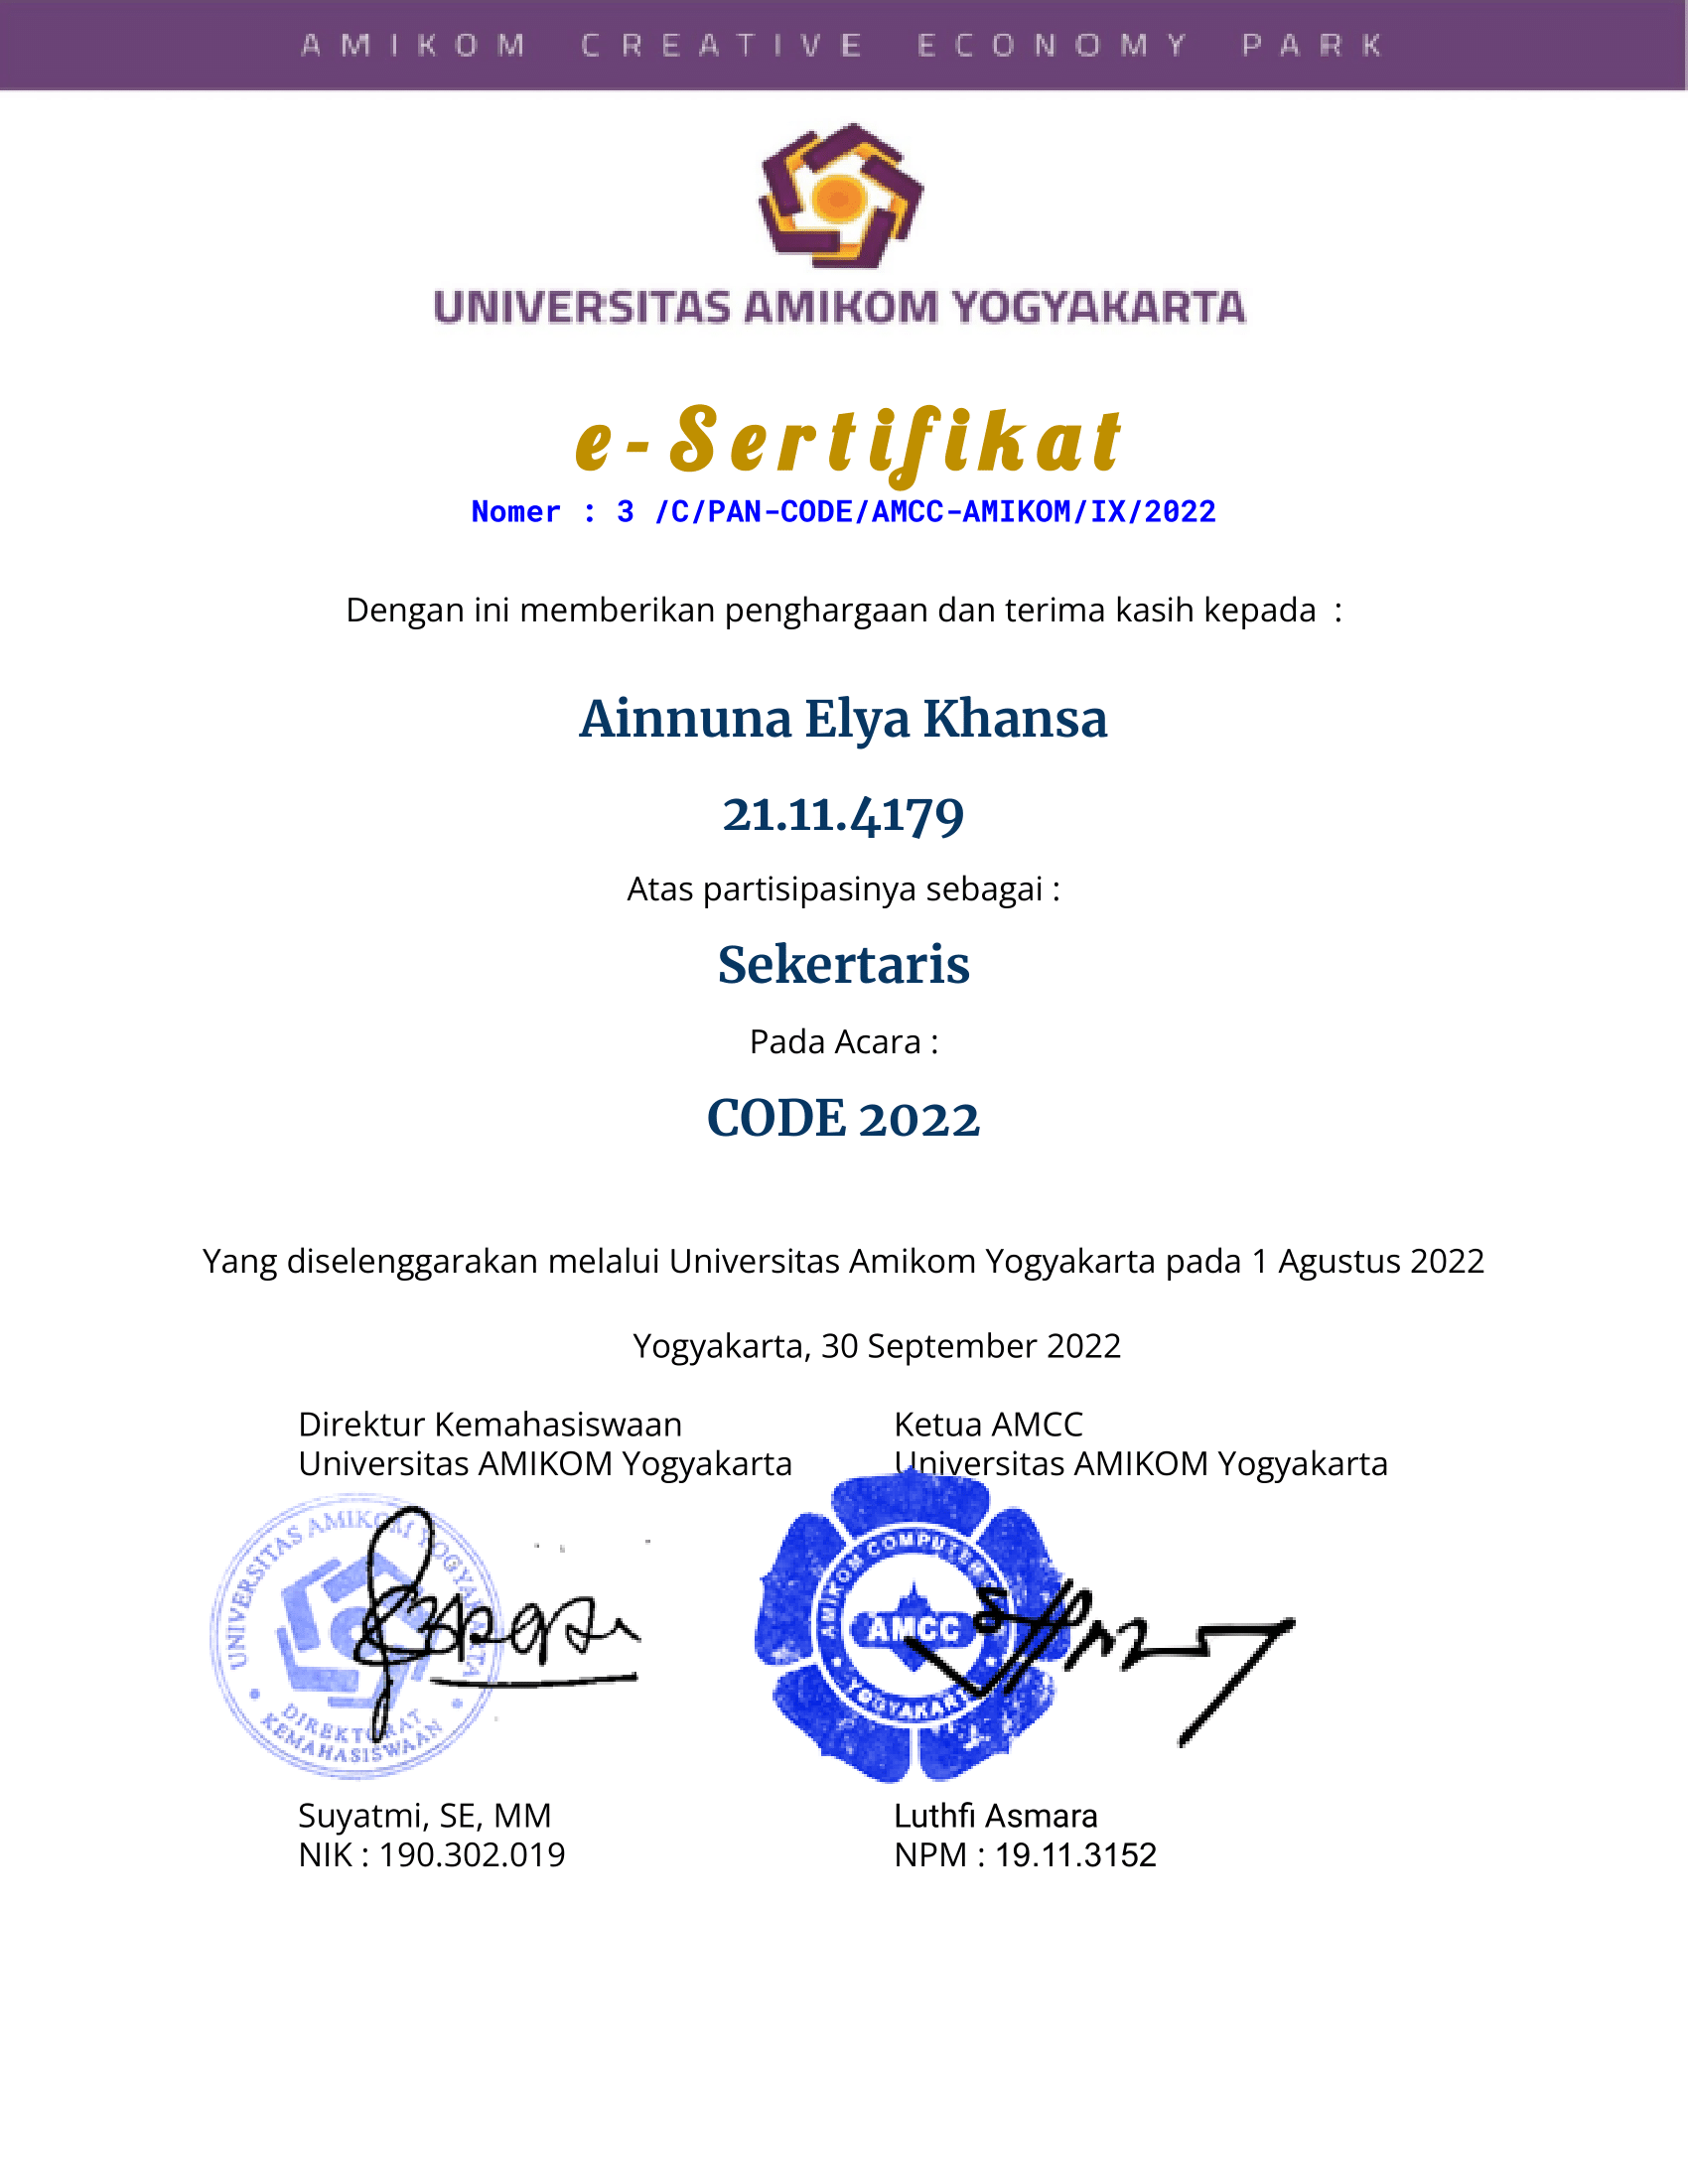 AMIKOM CREATIVE ECONOMY PARK
UNIVERSITAS AMIKOM YOGYAKARTA
e-Sertifikat
Nomer : 3 /C/PAN-CODE/AMCC-AMIKOM/IX/2022
Dengan ini memberikan penghargaan dan terima kasih kepada :
Ainnuna Elya Khansa
21.11.4179
Atas partisipasinya sebagai :
Sekertaris
Pada Acara :
CODE 2022
Yang diselenggarakan melalui Universitas Amikom Yogyakarta pada 1 Agustus 2022
Yogyakarta, 30 September 2022
Direktur Kemahasiswaan
Universitas AMIKOM Yogyakarta
Ketua AMCC
Universitas AMIKOM Yogyakarta
UNIVERSITAS AMIKOM YOGYAKARTA
DIREKTORAT
KEMAHASISWAAN
AMIKOM COMPUTER
AMCC
YOGYAKARTA
Suyatmi, SE, MM
NIK : 190.302.019
Luthfi Asmara
NPM : 19.11.3152